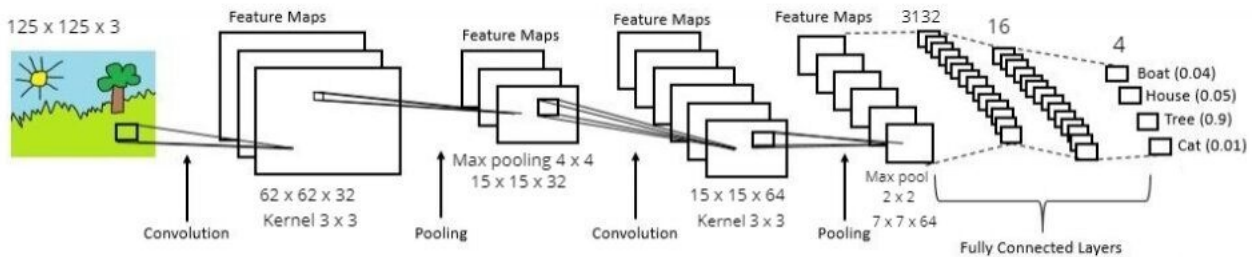 125 x 125 x 3
Convolution
Feature Maps
62 x 62 x 32
Kernel 3 x 3
Pooling
Feature Maps
Max pooling 4 x 4
15 x 15 x 32
Convolution
Feature Maps
15 x 15 x 64
Kernel 3 x 3
Pooling
Feature Maps
Max pool
2 x 2
7 x 7 x 64
3132
16
4
Boat (0.04)
House (0.05)
Tree (0.9)
Cat (0.01)
Fully Connected Layers